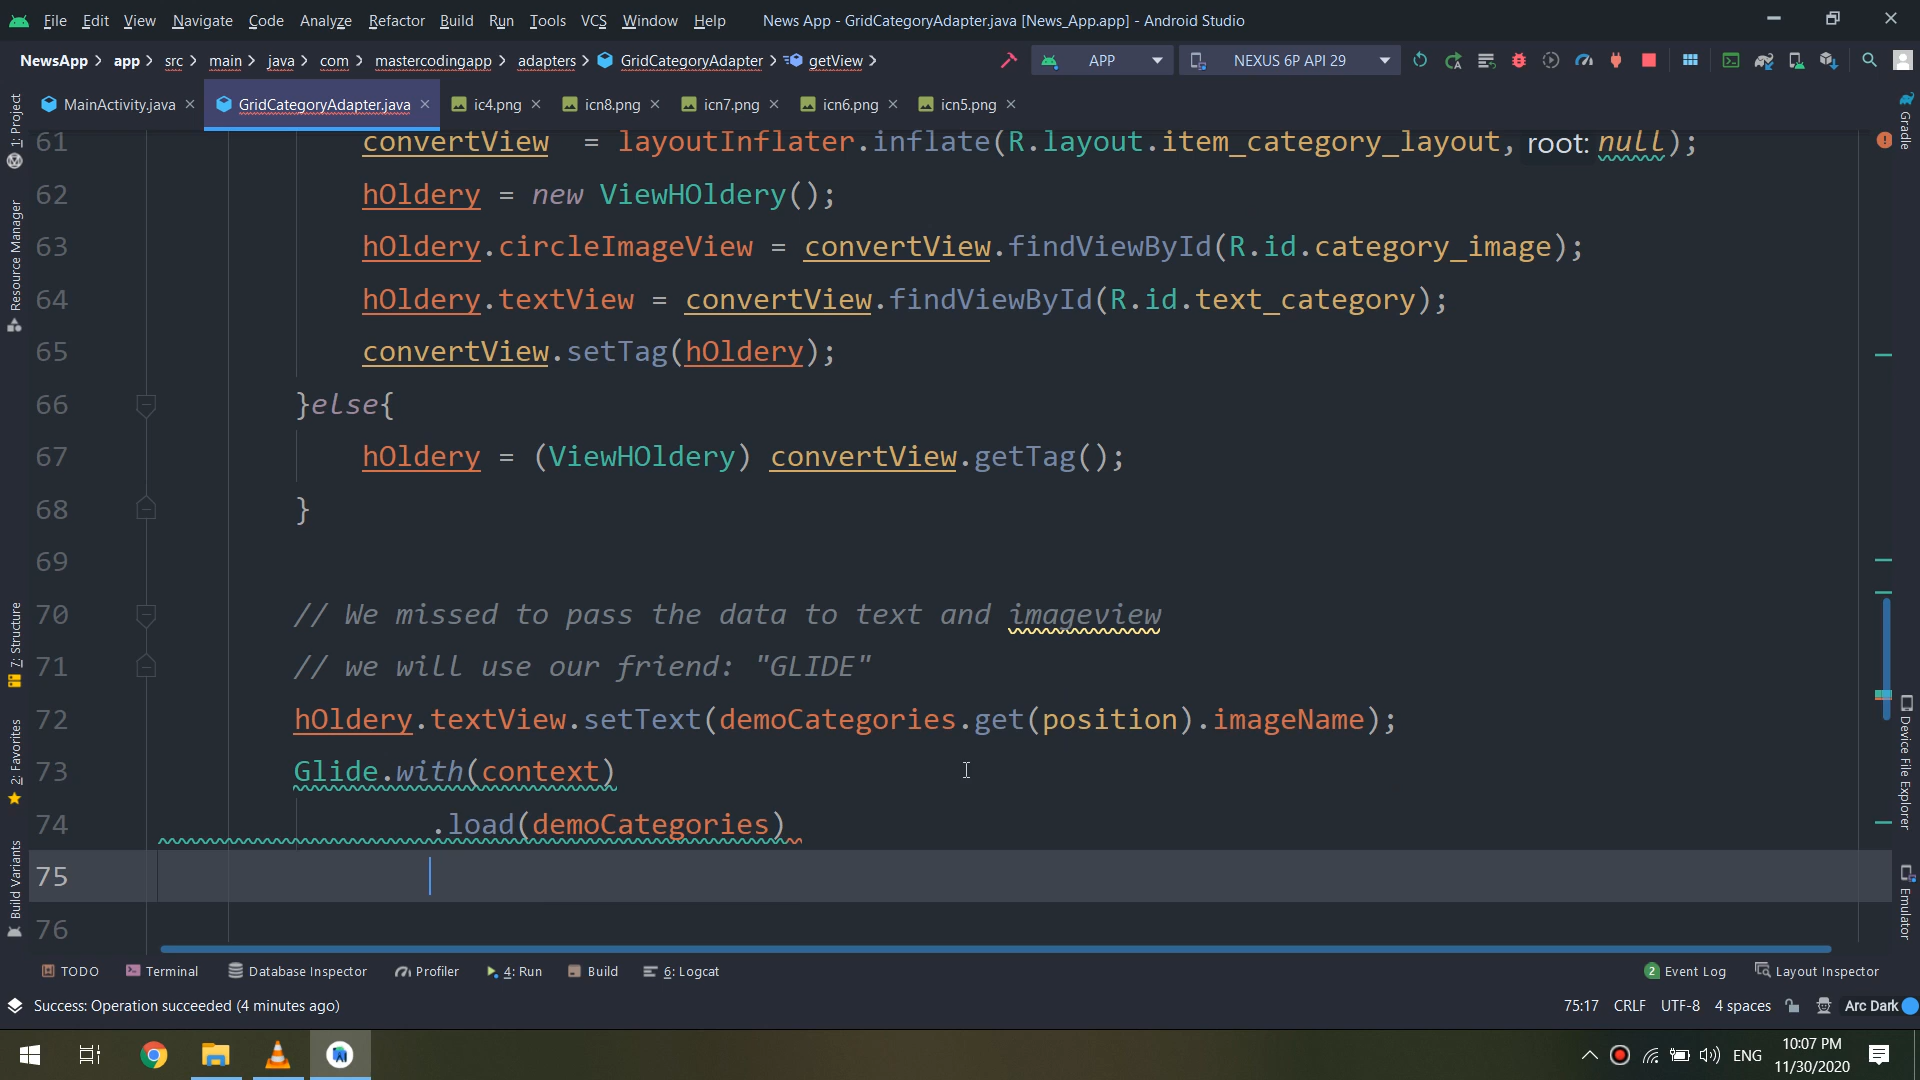 File Edit View Navigate Code Analyze Refactor Build Run Tools VCS Window Help News App - GridCategoryAdapter.java [News_App.app] - Android Studio
NewsApp app src main java com mastercodingapp adapters GridCategoryAdapter getView APP NEXUS 6P API 29
MainActivity.java GridCategoryAdapter.java ic4.png icn8.png icn7.png icn6.png icn5.png
1: Project
Resource Manager
7: Structure
2: Favorites
Build Variants
61 convertView = layoutInflater.inflate(R.layout.item_category_layout, root: null);
62 hOldery = new ViewHOldery();
63 hOldery.circleImageView = convertView.findViewById(R.id.category_image);
64 hOldery.textView = convertView.findViewById(R.id.text_category);
65 convertView.setTag(hOldery);
66 }else{
67 hOldery = (ViewHOldery) convertView.getTag();
68 }
69
70 // We missed to pass the data to text and imageview
71 // we will use our friend: "GLIDE"
72 hOldery.textView.setText(demoCategories.get(position).imageName);
73 Glide.with(context)
74 .load(demoCategories)
75
76
Gradle
Device File Explorer
Emulator
TODO Terminal Database Inspector Profiler 4: Run Build 6: Logcat 2 Event Log Layout Inspector
Success: Operation succeeded (4 minutes ago) 75:17 CRLF UTF-8 4 spaces Arc Dark
ENG 10:07 PM
11/30/2020